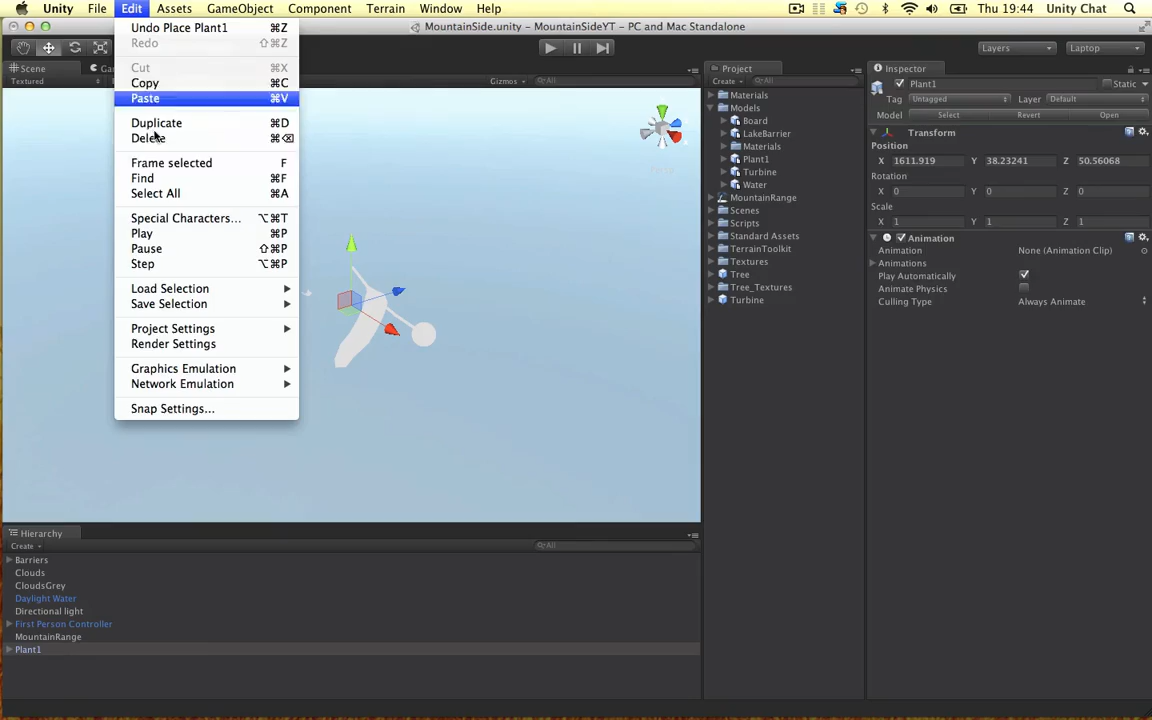 Unity File Edit Assets GameObject Component Terrain Window Help Thu 19:44 Unity Chat
MountainSide.unity - MountainSideYT - PC and Mac Standalone
Layers Laptop
Scene
Textured Gizmos All
Undo Place Plant1 ⌘Z
Redo ⇧⌘Z
Cut ⌘X
Copy ⌘C
Paste ⌘V
Duplicate ⌘D
Delete ⌘⌫
Frame selected F
Find ⌘F
Select All ⌘A
Special Characters... ⌥⌘T
Play ⌘P
Pause ⇧⌘P
Step ⌥⌘P
Load Selection
Save Selection
Project Settings
Render Settings
Graphics Emulation
Network Emulation
Snap Settings...
Hierarchy
Create All
Barriers
Clouds
CloudsGrey
Daylight Water
Directional light
First Person Controller
MountainRange
Plant1
Project
Create All
Materials
Models
Board
LakeBarrier
Materials
Plant1
Turbine
Water
MountainRange
Scenes
Scripts
Standard Assets
TerrainToolkit
Textures
Tree
Tree_Textures
Turbine
Inspector
Plant1 Static
Tag Untagged Layer Default
Model Select Revert Open
Transform
Position
X 1611.919 Y 38.23241 Z 50.56068
Rotation
X 0 Y 0 Z 0
Scale
X 1 Y 1 Z 1
Animation
Animation None (Animation Clip)
Animations
Play Automatically
Animate Physics
Culling Type Always Animate